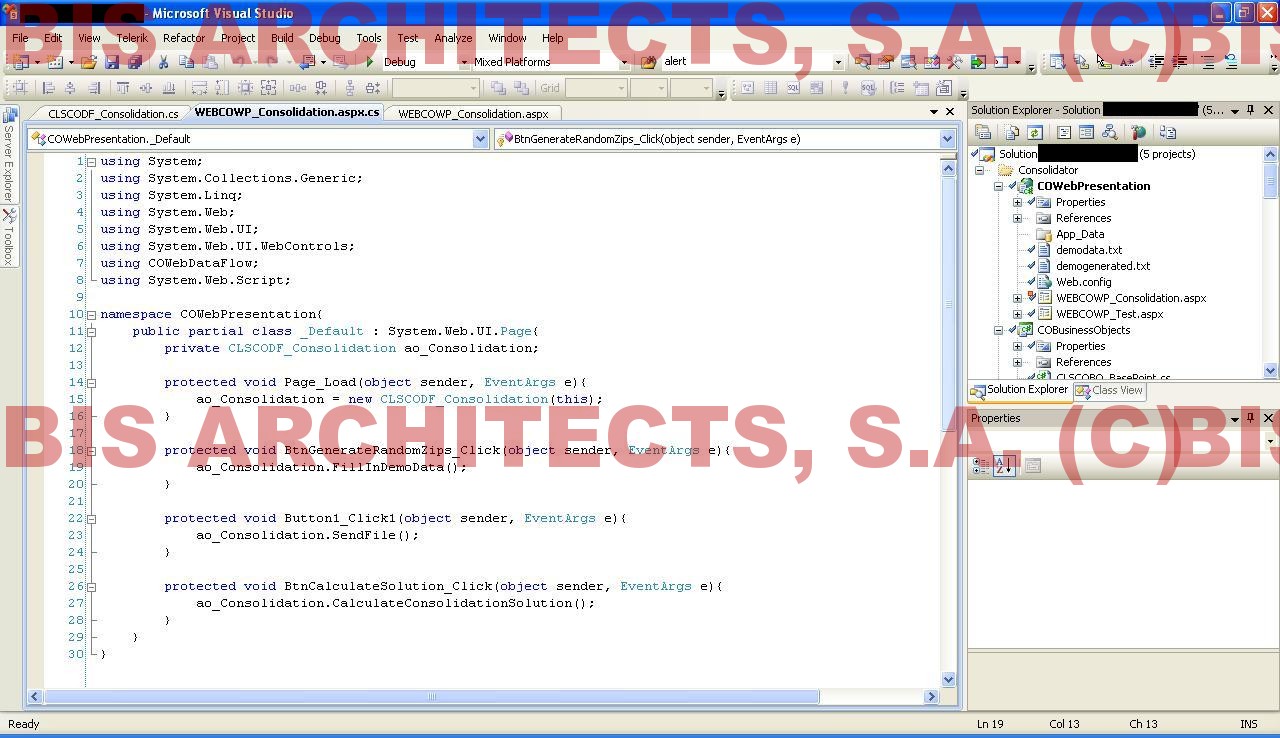 - Microsoft Visual Studio
File Edit View Telerik Refactor Project Build Debug Tools Test Analyze Window Help
BIS ARCHITECTS, S.A. (C)BIS
Debug Mixed Platforms alert
Grid
CLSCODF_Consolidation.cs WEBCOWP_Consolidation.aspx.cs WEBCOWP_Consolidation.aspx
COWebPresentation._Default BtnGenerateRandomZips_Click(object sender, EventArgs e)
Server Explorer
Toolbox
1 using System;
2 using System.Collections.Generic;
3 using System.Linq;
4 using System.Web;
5 using System.Web.UI;
6 using System.Web.UI.WebControls;
7 using COWebDataFlow;
8 using System.Web.Script;
9
10 namespace COWebPresentation{
11 public partial class _Default : System.Web.UI.Page{
12 private CLSCODF_Consolidation ao_Consolidation;
13
14 protected void Page_Load(object sender, EventArgs e){
15 ao_Consolidation = new CLSCODF_Consolidation(this);
16 }
17
18 protected void BtnGenerateRandomZips_Click(object sender, EventArgs e){
19 ao_Consolidation.FillInDemoData();
20 }
21
22 protected void Button1_Click1(object sender, EventArgs e){
23 ao_Consolidation.SendFile();
24 }
25
26 protected void BtnCalculateSolution_Click(object sender, EventArgs e){
27 ao_Consolidation.CalculateConsolidationSolution();
28 }
29 }
30 }
BIS ARCHITECTS, S.A. (C)BIS
Solution Explorer - Solution (5...
Solution (5 projects)
Consolidator
COWebPresentation
Properties
References
App_Data
demodata.txt
demogenerated.txt
Web.config
WEBCOWP_Consolidation.aspx
WEBCOWP_Test.aspx
COBusinessObjects
Properties
References
CLSCOBO_BasePoint.cs
Solution Explorer Class View
Properties
Ready Ln 19 Col 13 Ch 13 INS